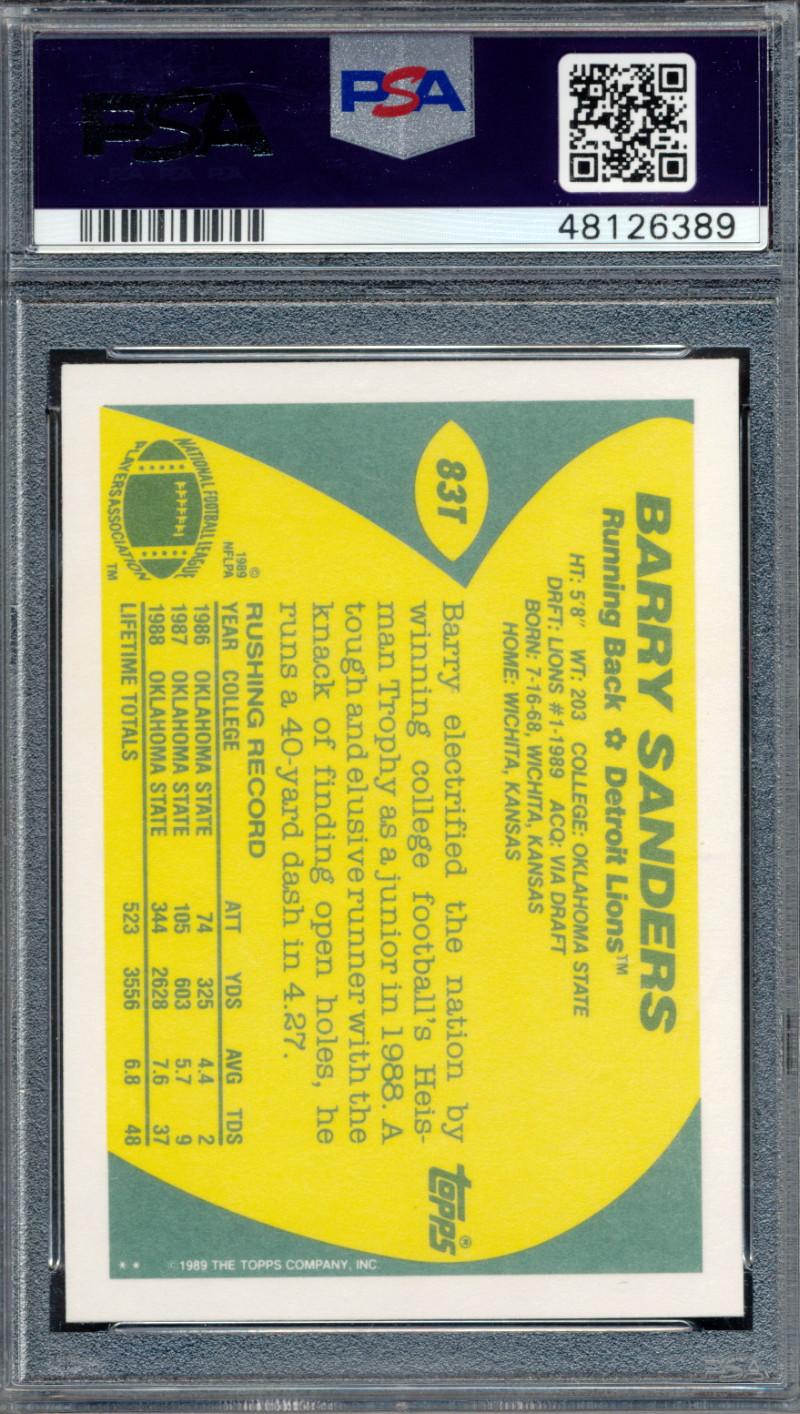 PSA
PSA
PSA PSA PSA
48126389
83T
BARRY SANDERS
Running Back ✿ Detroit Lions™
HT: 5'8" WT: 203 COLLEGE: OKLAHOMA STATE
DRFT: LIONS #1-1989 ACQ: VIA DRAFT
BORN: 7-16-68, WICHITA, KANSAS
HOME: WICHITA, KANSAS
Barry electrified the nation by
winning college football's Heis-
man Trophy as a junior in 1988. A
tough and elusive runner with the
knack of finding open holes, he
runs a 40-yard dash in 4.27.
topps®
NATIONAL FOOTBALL LEAGUE
PLAYERS ASSOCIATION
TM
©
1989
NFLPA
RUSHING RECORD
YEAR COLLEGE ATT YDS AVG TDS
1986 OKLAHOMA STATE 74 325 4.4 2
1987 OKLAHOMA STATE 105 603 5.7 9
1988 OKLAHOMA STATE 344 2628 7.6 37
LIFETIME TOTALS 523 3556 6.8 48
* * ©1989 THE TOPPS COMPANY, INC.
PSA